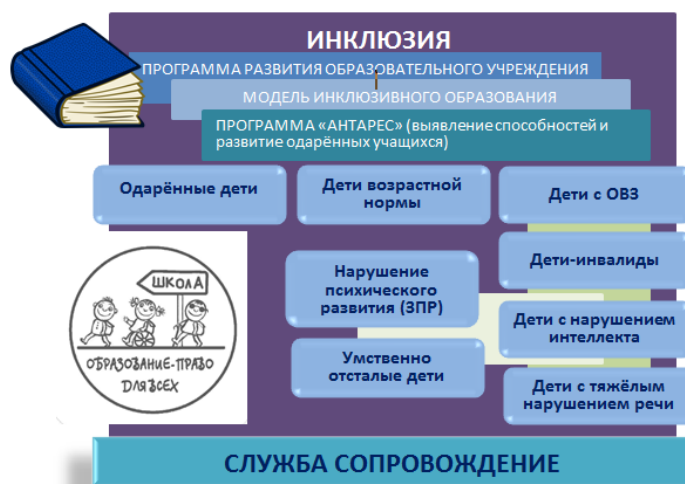 ИНКЛЮЗИЯ
ПРОГРАММА РАЗВИТИЯ ОБРАЗОВАТЕЛЬНОГО УЧРЕЖДЕНИЯ
МОДЕЛЬ ИНКЛЮЗИВНОГО ОБРАЗОВАНИЯ
ПРОГРАММА «АНТАРЕС» (выявление способностей и
развитие одарённых учащихся)
Одарённые дети
Дети возрастной
нормы
Дети с ОВЗ
Дети-инвалиды
Нарушение
психического
развития (ЗПР)
Дети с нарушением
интеллекта
Умственно
отсталые дети
Дети с тяжёлым
нарушением речи
ШКОЛА
ОБРАЗОВАНИЕ-ПРАВО
ДЛЯ ВСЕХ
СЛУЖБА СОПРОВОЖДЕНИЕ